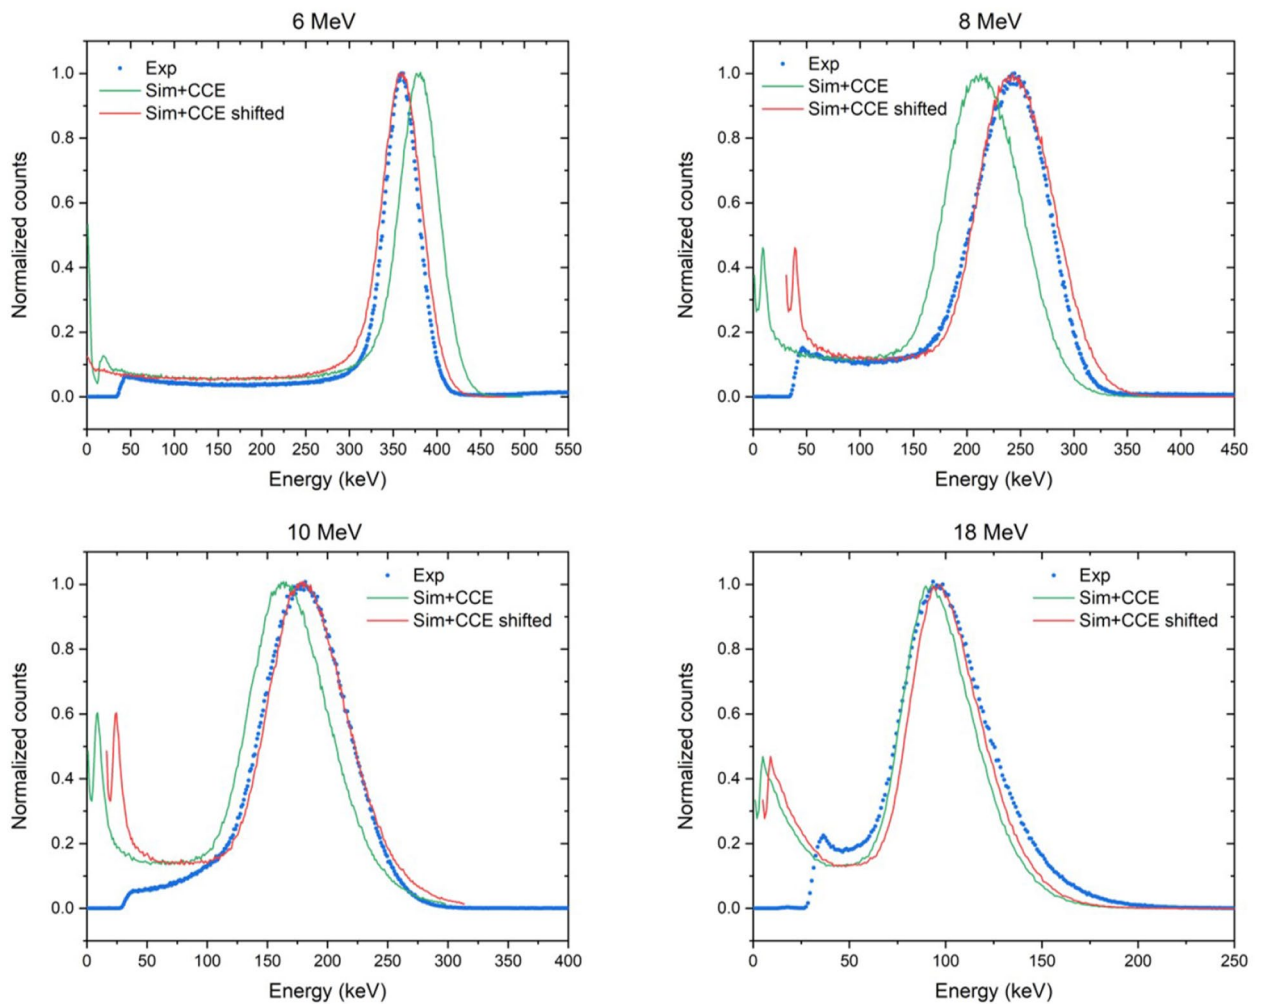 6 MeV
Exp
Sim+CCE
Sim+CCE shifted
Normalized counts
1.0
0.8
0.6
0.4
0.2
0.0
0 50 100 150 200 250 300 350 400 450 500 550
Energy (keV)
8 MeV
Exp
Sim+CCE
Sim+CCE shifted
Normalized counts
1.0
0.8
0.6
0.4
0.2
0.0
0 50 100 150 200 250 300 350 400 450
Energy (keV)
10 MeV
Exp
Sim+CCE
Sim+CCE shifted
Normalized counts
1.0
0.8
0.6
0.4
0.2
0.0
0 50 100 150 200 250 300 350 400
Energy (keV)
18 MeV
Exp
Sim+CCE
Sim+CCE shifted
Normalized counts
1.0
0.8
0.6
0.4
0.2
0.0
0 50 100 150 200 250
Energy (keV)